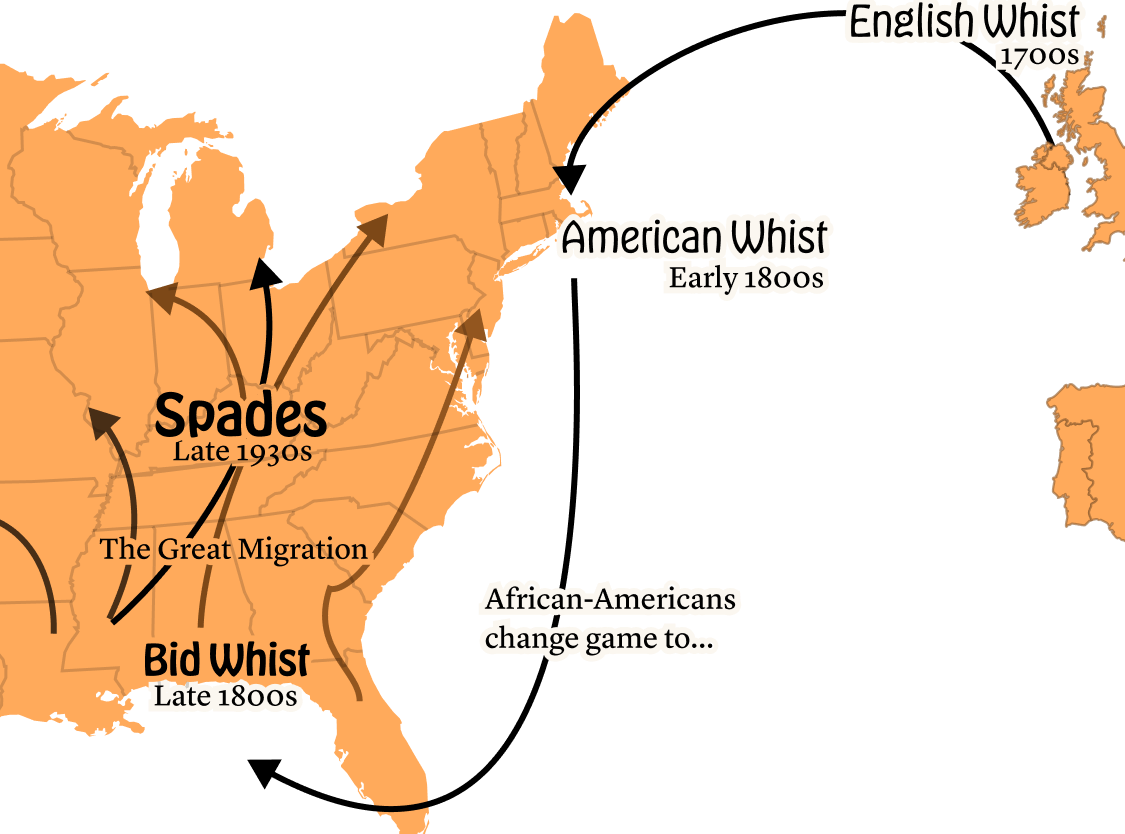 English Whist
1700s
American Whist
Early 1800s
Spades
Late 1930s
The Great Migration
African-Americans
change game to...
Bid Whist
Late 1800s